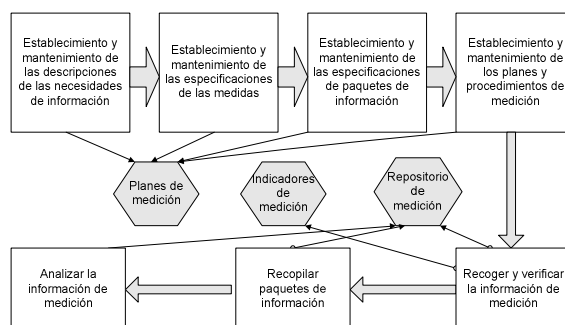 Establecimiento y
mantenimiento de
las descripciones
de las necesidades
de información
Establecimiento y
mantenimiento de
las especificaciones
de las medidas
Establecimiento y
mantenimiento de
las especificaciones
de paquetes de
información
Establecimiento y
mantenimiento de
los planes y
procedimientos de
medición
Planes de
medición
Indicadores
de
medición
Repositorio
de
medición
Analizar la
información de
medición
Recopilar
paquetes de
información
Recoger y verificar
la información de
medición